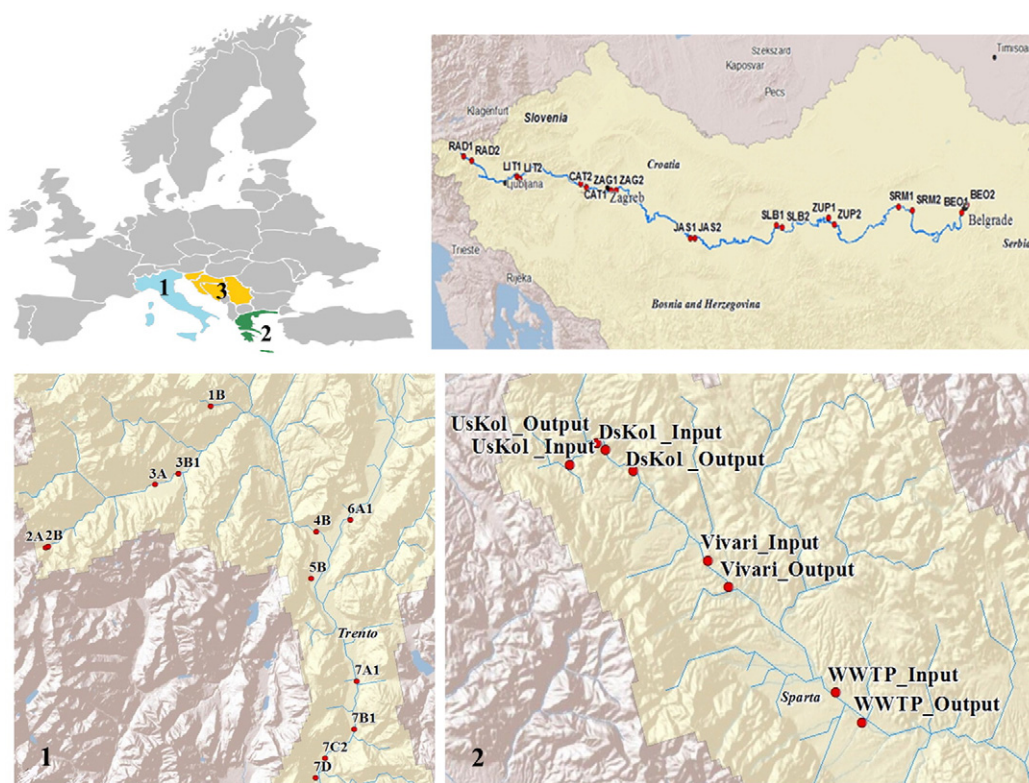 1
3
2
Szekszard
Kaposvar
Pecs
Timisoa
Klagenfurt
Slovenia
RAD1
RAD2
LIT1
LIT2
Ljubljana
CAT2
CAT1
ZAG1
ZAG2
Zagreb
Croatia
JAS1
JAS2
SLB1
SLB2
ZUP1
ZUP2
SRM1
SRM2
BEO1
BEO2
Belgrade
Serbia
Trieste
Rijeka
Bosnia and Herzegovina
1B
3B1
3A
2A
2B
4B
6A1
5B
Trento
7A1
7B1
7C2
7D
1
UsKol_Output
UsKol_Input
DsKol_Input
DsKol_Output
Vivari_Input
Vivari_Output
WWTP_Input
Sparta
WWTP_Output
2